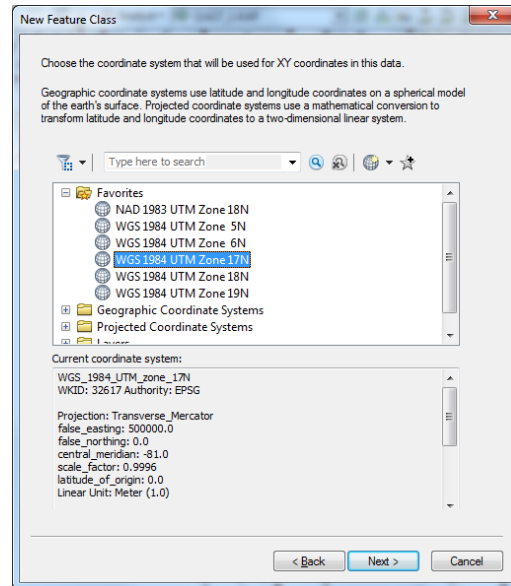 New Feature Class
Choose the coordinate system that will be used for XY coordinates in this data.
Geographic coordinate systems use latitude and longitude coordinates on a spherical model
of the earth's surface. Projected coordinate systems use a mathematical conversion to
transform latitude and longitude coordinates to a two-dimensional linear system.
Type here to search
Favorites
NAD 1983 UTM Zone 18N
WGS 1984 UTM Zone 5N
WGS 1984 UTM Zone 6N
WGS 1984 UTM Zone 17N
WGS 1984 UTM Zone 18N
WGS 1984 UTM Zone 19N
Geographic Coordinate Systems
Projected Coordinate Systems
Layers
Current coordinate system:
WGS_1984_UTM_zone_17N
WKID: 32617 Authority: EPSG
Projection: Transverse_Mercator
false_easting: 500000.0
false_northing: 0.0
central_meridian: -81.0
scale_factor: 0.9996
latitude_of_origin: 0.0
Linear Unit: Meter (1.0)
< Back
Next >
Cancel